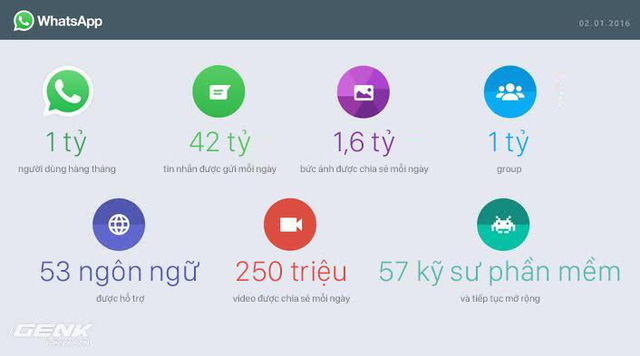 WhatsApp
02.01.2016
1 tỷ
42 tỷ
1,6 tỷ
1 tỷ
người dùng hàng tháng
tin nhắn được gửi mỗi ngày
bức ảnh được chia sẻ mỗi ngày
group
53 ngôn ngữ
250 triệu
57 kỹ sư phần mềm
được hỗ trợ
video được chia sẻ mỗi ngày
và tiếp tục mở rộng
GENK